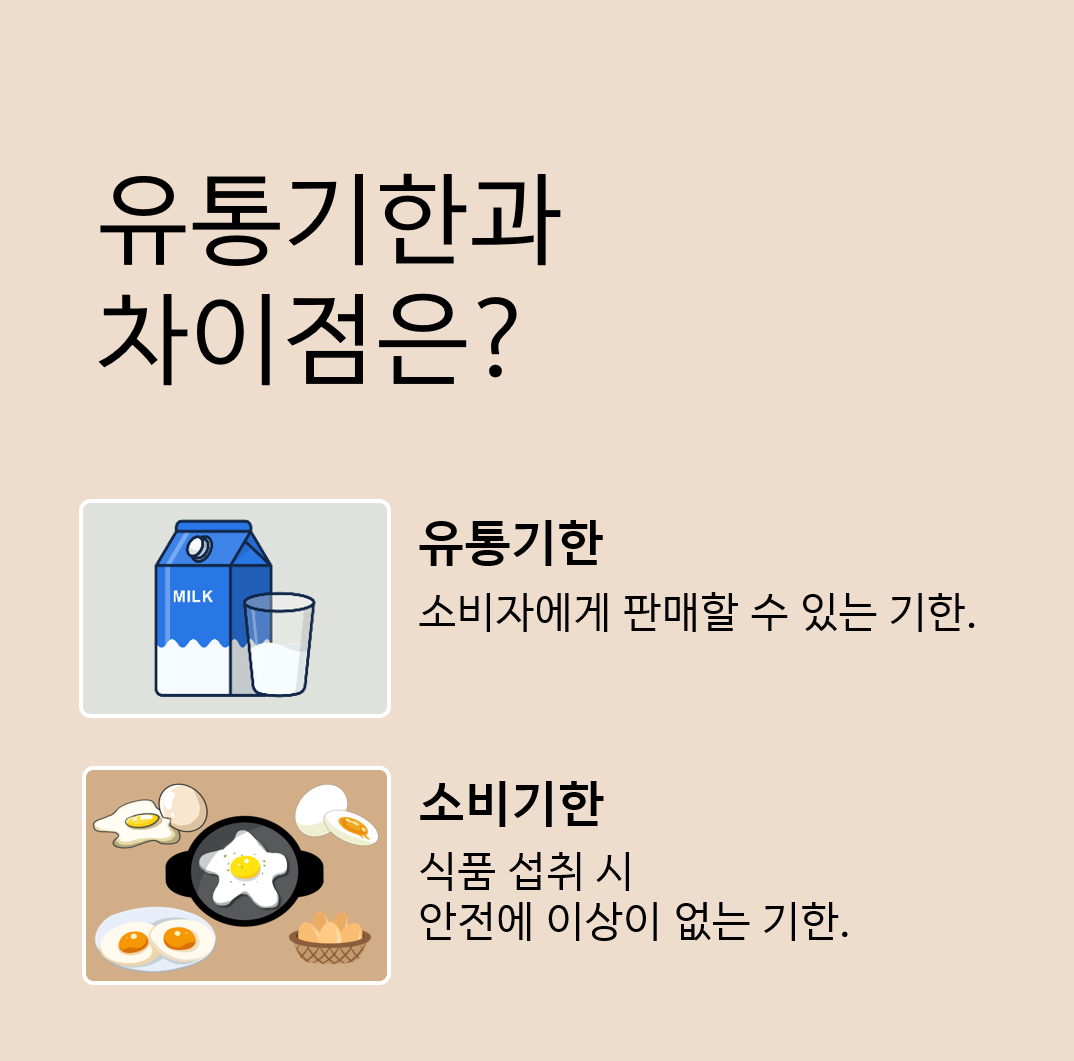 유통기한과
차이점은?
MILK
유통기한
소비자에게 판매할 수 있는 기한.
소비기한
식품 섭취 시
안전에 이상이 없는 기한.